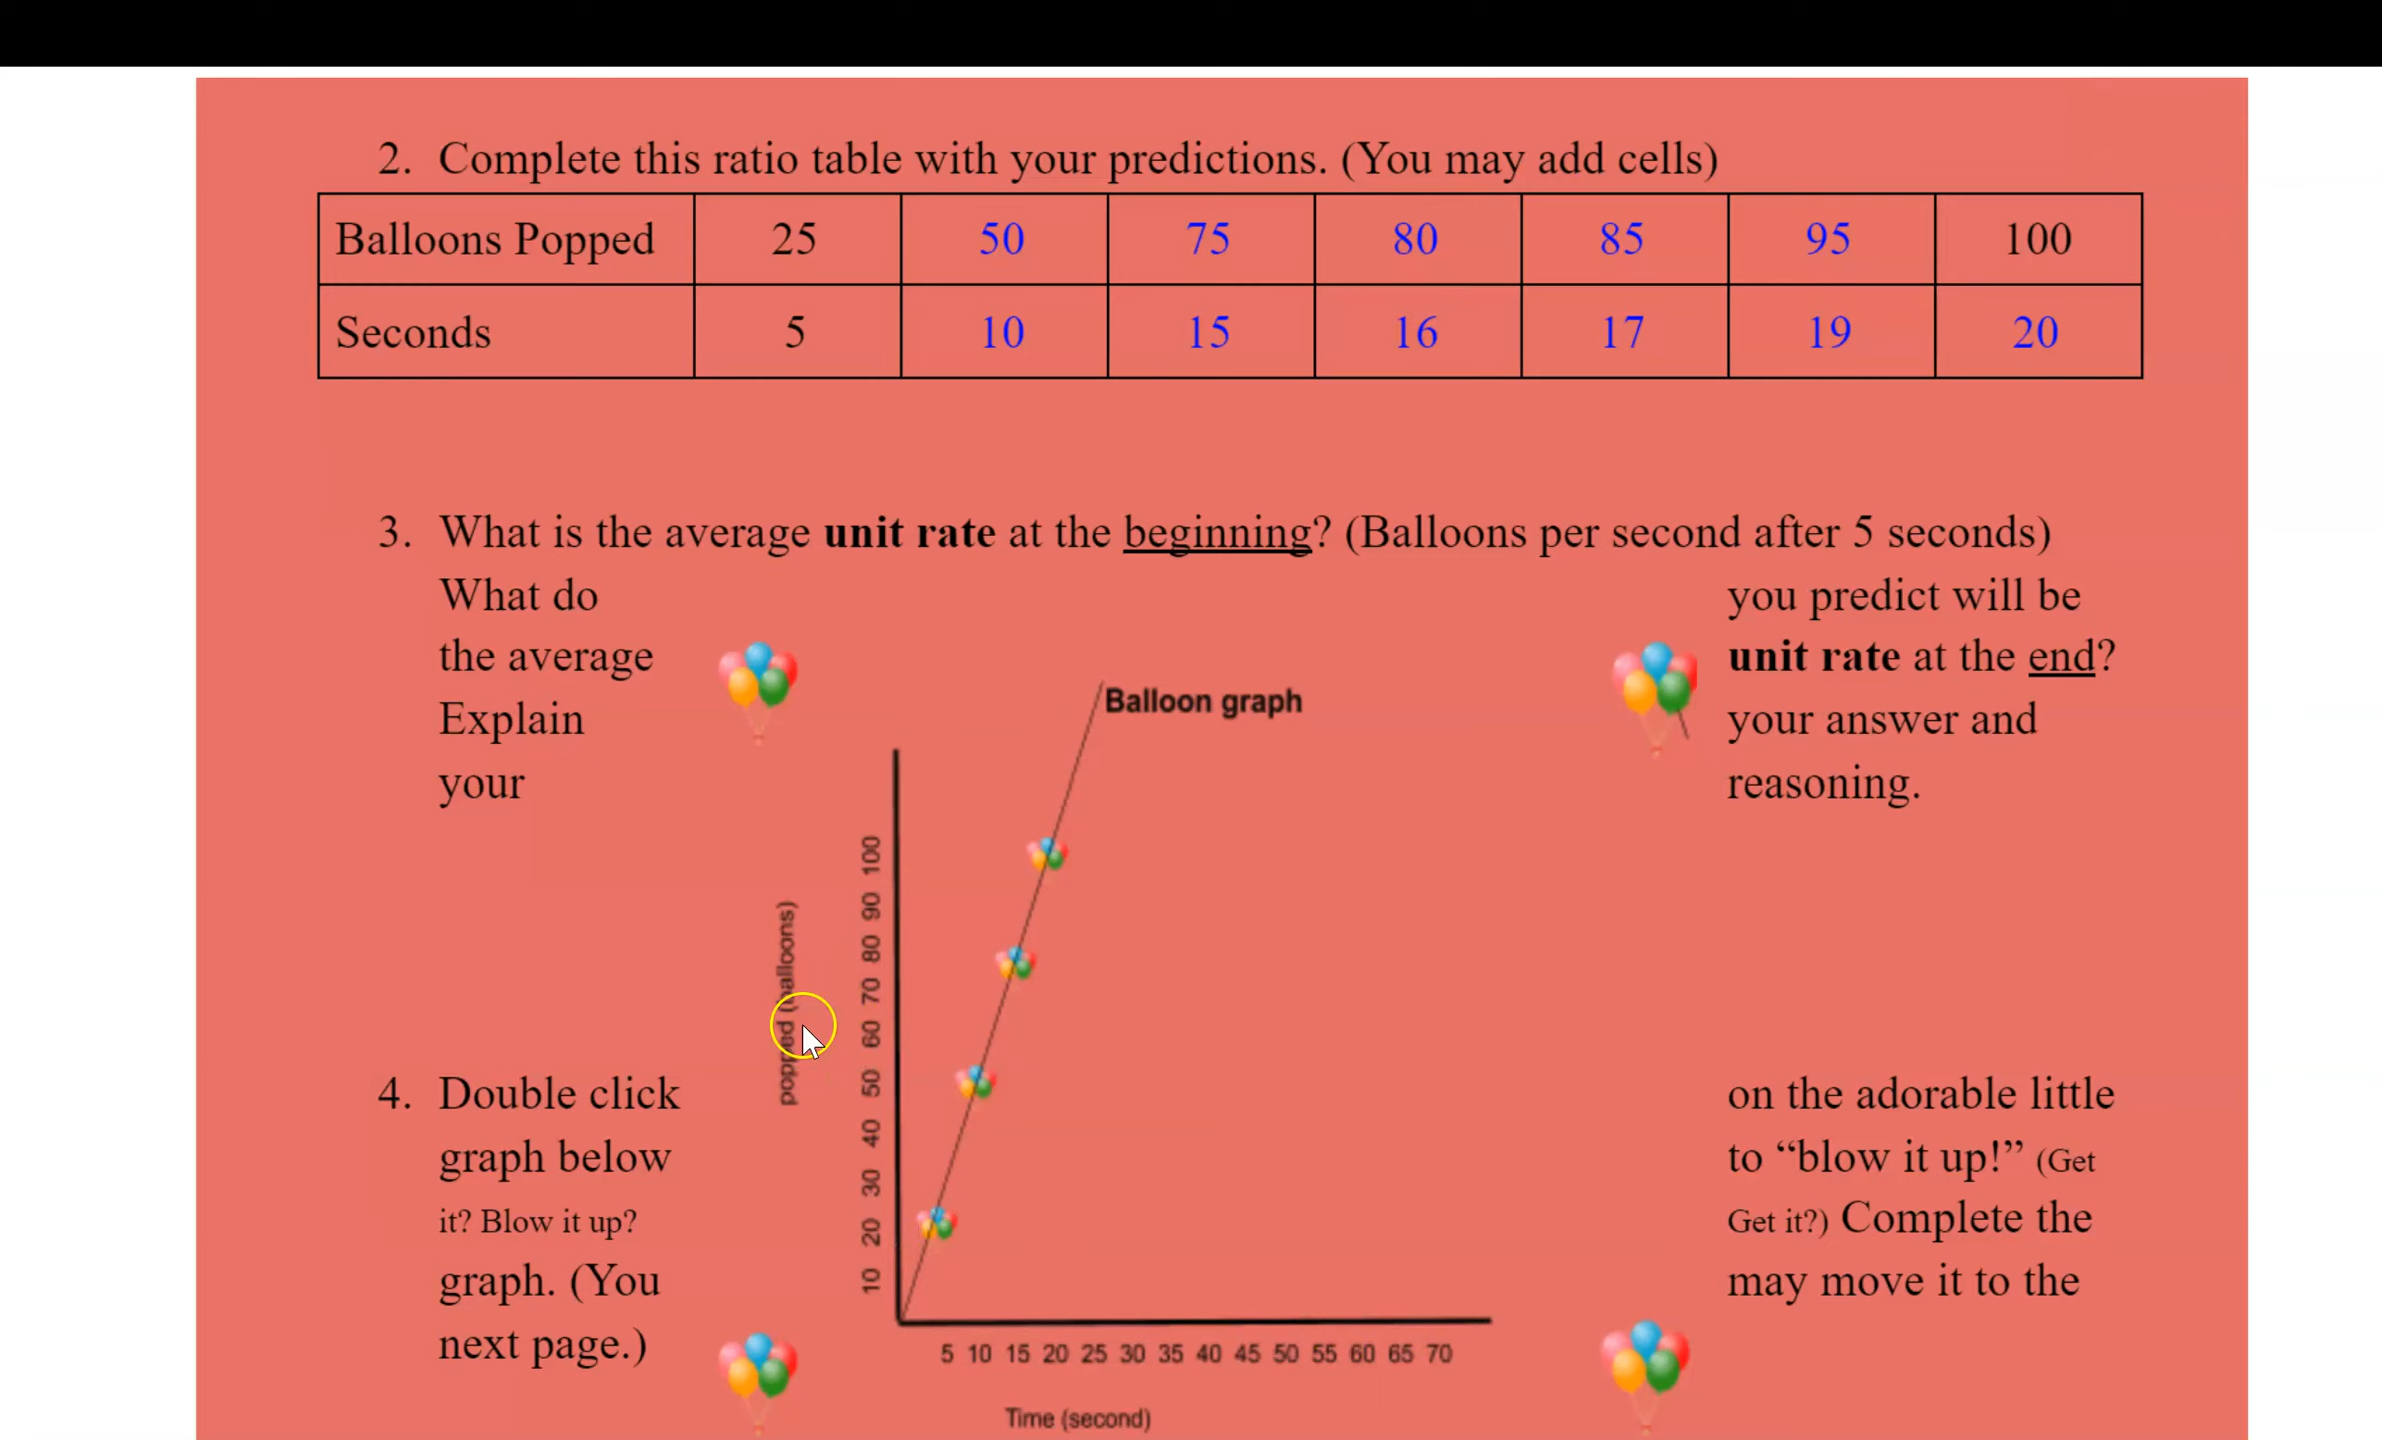 2. Complete this ratio table with your predictions. (You may add cells)
Balloons Popped 25 50 75 80 85 95 100
Seconds 5 10 15 16 17 19 20
3. What is the average unit rate at the beginning? (Balloons per second after 5 seconds)
What do you predict will be
the average unit rate at the end?
Explain your answer and
your reasoning.
Balloon graph
popped (balloons)
100
90
80
70
60
50
40
30
20
10
5 10 15 20 25 30 35 40 45 50 55 60 65 70
Time (second)
4. Double click on the adorable little
graph below to “blow it up!” (Get
it? Blow it up? Get it?) Complete the
graph. (You may move it to the
next page.)